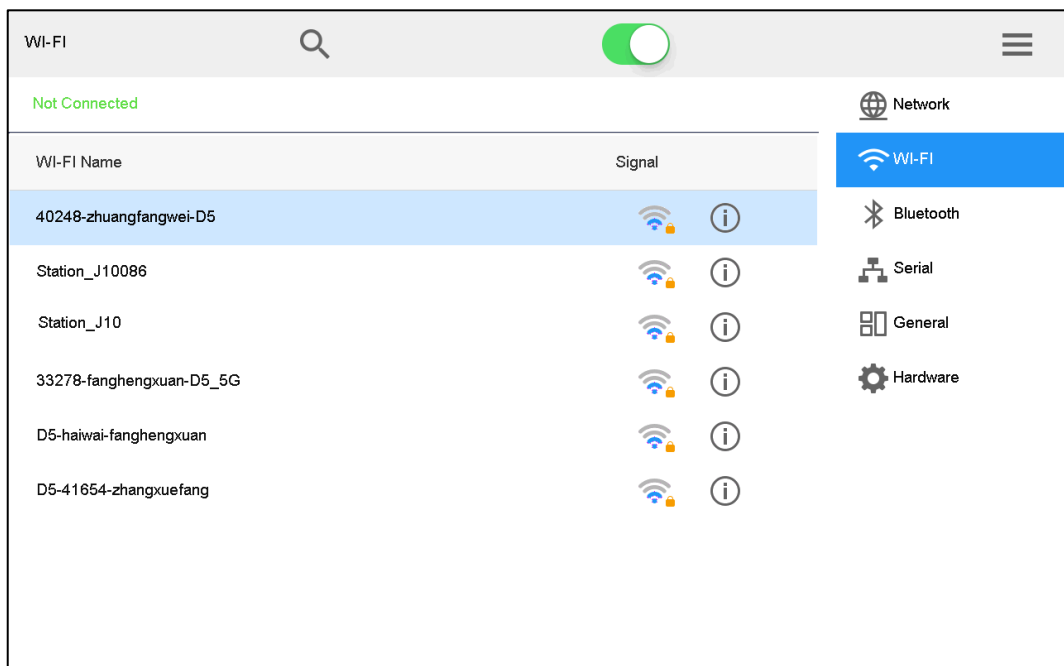 WI-FI
Not Connected
WI-FI Name Signal
40248-zhuangfangwei-D5
Station_J10086
Station_J10
33278-fanghengxuan-D5_5G
D5-haiwai-fanghengxuan
D5-41654-zhangxuefang
Network
WI-FI
Bluetooth
Serial
General
Hardware